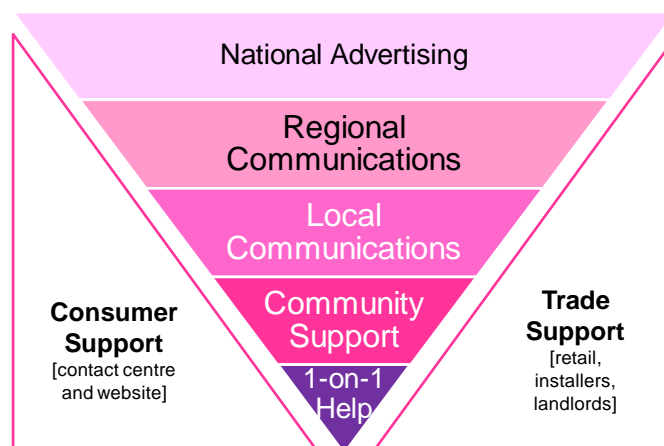 National Advertising
Regional
Communications
Local
Communications
Community
Support
1-on-1
Help
Consumer
Support
[contact centre
and website]
Trade
Support
[retail,
installers,
landlords]